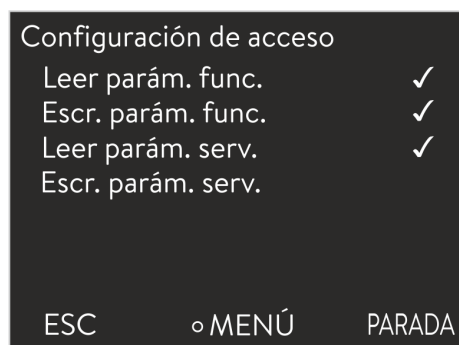 Configuración de acceso
Leer parám. func. ✓
Escr. parám. func. ✓
Leer parám. serv. ✓
Escr. parám. serv.
ESC ∘MENÚ PARADA